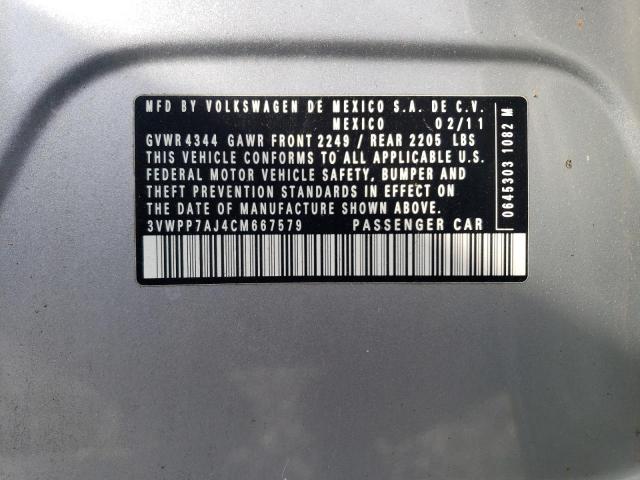 MFD BY VOLKSWAGEN DE MEXICO S.A. DE C.V.
MEXICO 02/11
GVWR 4344 GAWR FRONT 2249 / REAR 2205 LBS
THIS VEHICLE CONFORMS TO ALL APPLICABLE U.S.
FEDERAL MOTOR VEHICLE SAFETY, BUMPER AND
THEFT PREVENTION STANDARDS IN EFFECT ON
THE DATE OF MANUFACTURE SHOWN ABOVE.
3VWPP7AJ4CM667579 PASSENGER CAR
0645303 1082 M